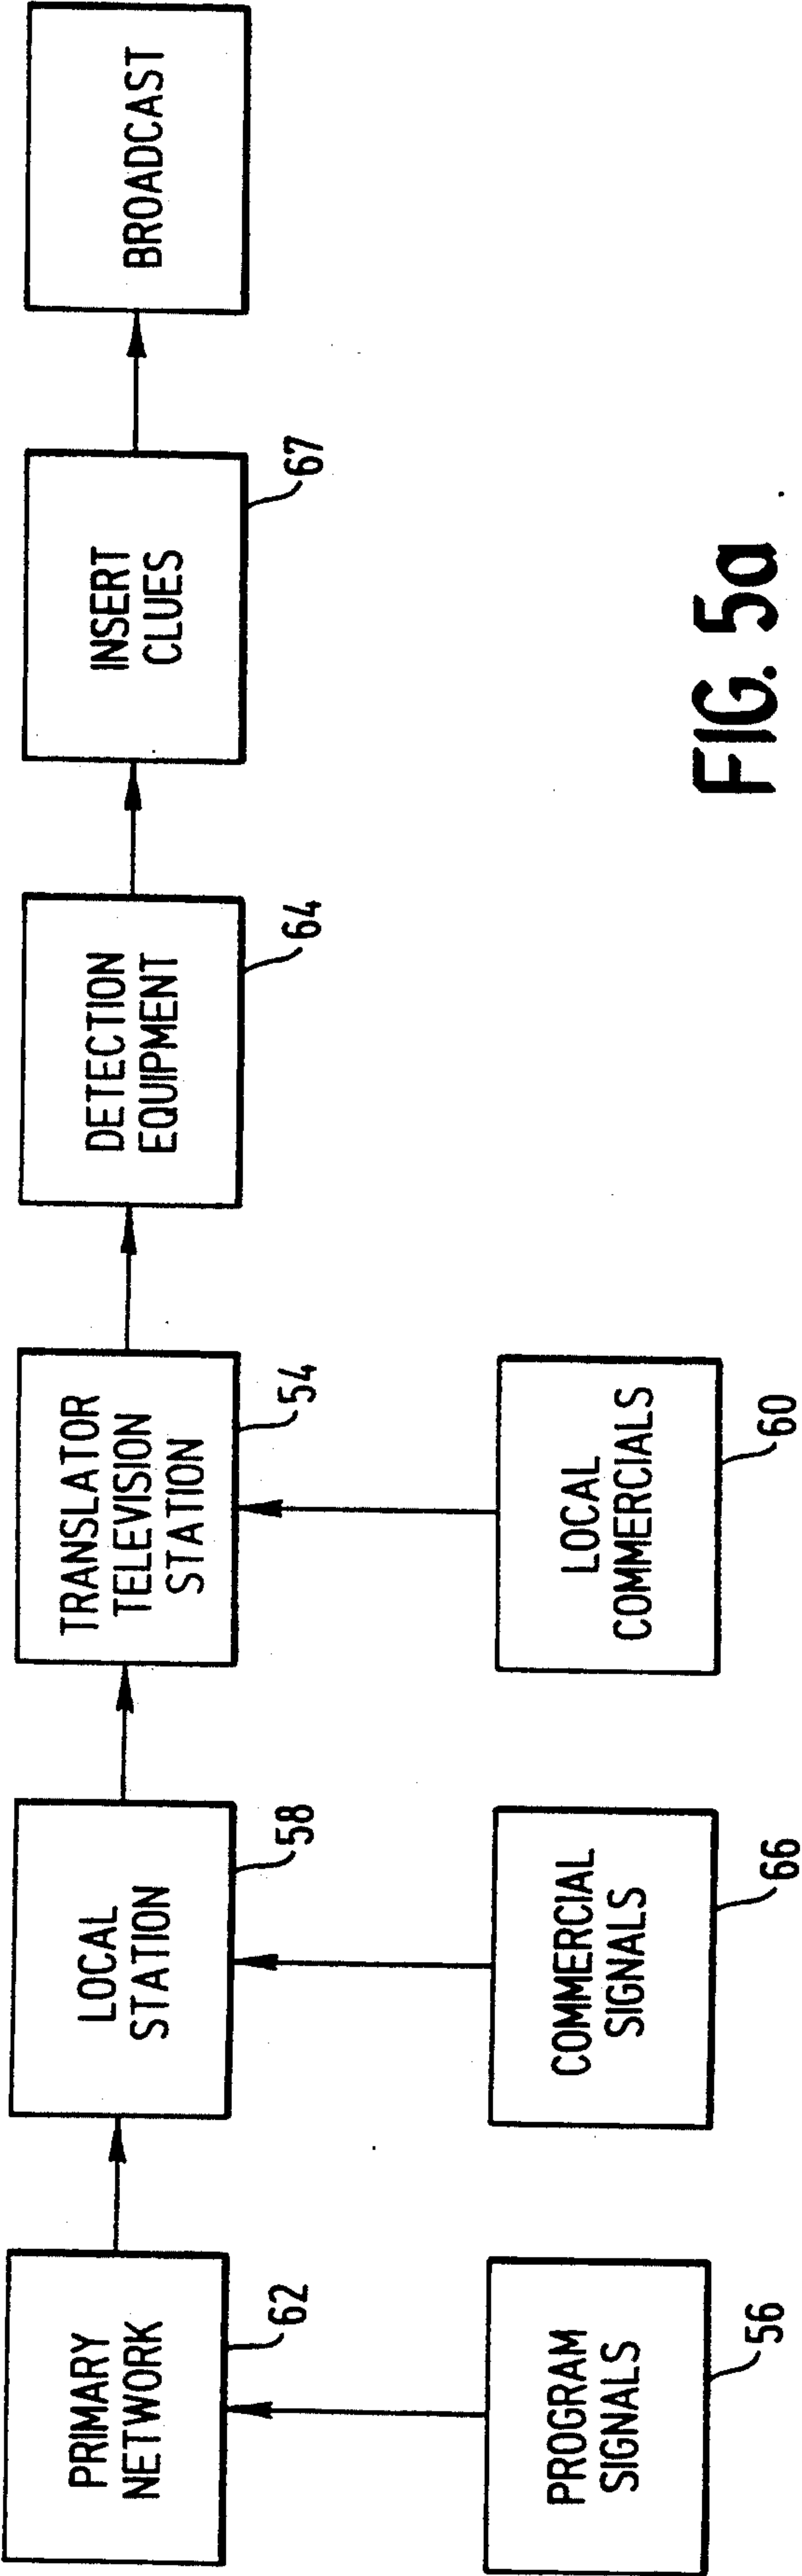 PRIMARY
NETWORK
62
LOCAL
STATION
58
TRANSLATOR
TELEVISION
STATION
54
DETECTION
EQUIPMENT
64
INSERT
CLUES
67
BROADCAST
PROGRAM
SIGNALS
56
COMMERCIAL
SIGNALS
66
LOCAL
COMMERCIALS
60
FIG. 5a